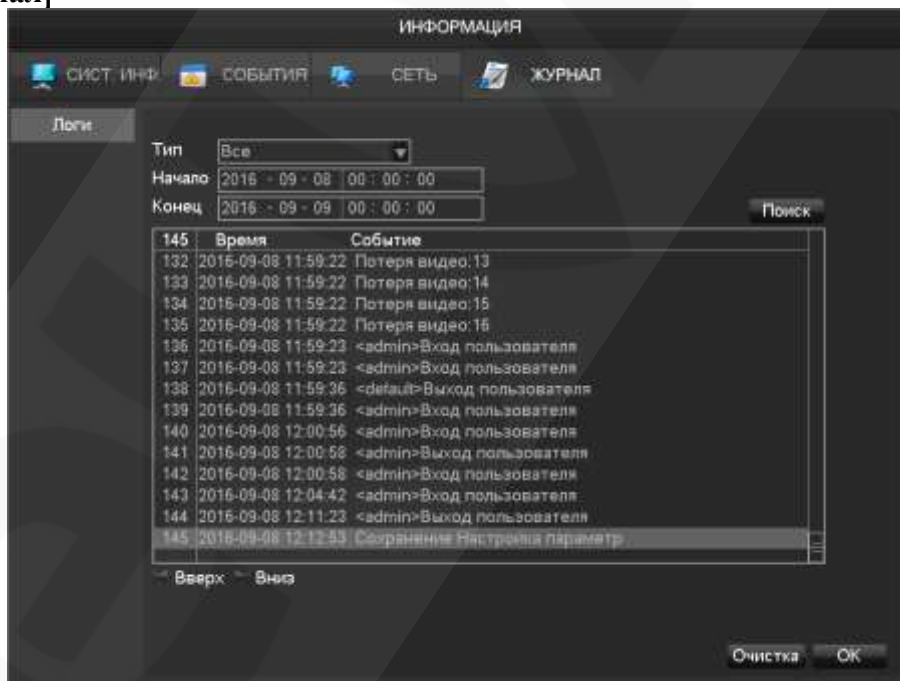 ИНФОРМАЦИЯ
СИСТ. ИНФ. СОБЫТИЯ СЕТЬ ЖУРНАЛ
Логи
Тип Все
Начало 2016 - 09 - 08 00 : 00 : 00
Конец 2016 - 09 - 09 00 : 00 : 00
Поиск
145 Время Событие
132 2016-09-08 11:59:22 Потеря видео:13
133 2016-09-08 11:59:22 Потеря видео:14
134 2016-09-08 11:59:22 Потеря видео:15
135 2016-09-08 11:59:22 Потеря видео:16
136 2016-09-08 11:59:23 <admin>Вход пользователя
137 2016-09-08 11:59:23 <admin>Вход пользователя
138 2016-09-08 11:59:36 <default>Выход пользователя
139 2016-09-08 11:59:36 <admin>Вход пользователя
140 2016-09-08 12:00:56 <admin>Вход пользователя
141 2016-09-08 12:00:58 <admin>Выход пользователя
142 2016-09-08 12:00:58 <admin>Вход пользователя
143 2016-09-08 12:04:42 <admin>Вход пользователя
144 2016-09-08 12:11:23 <admin>Выход пользователя
145 2016-09-08 12:12:53 Сохранение Настройка параметр
Вверх Вниз
Очистка OK